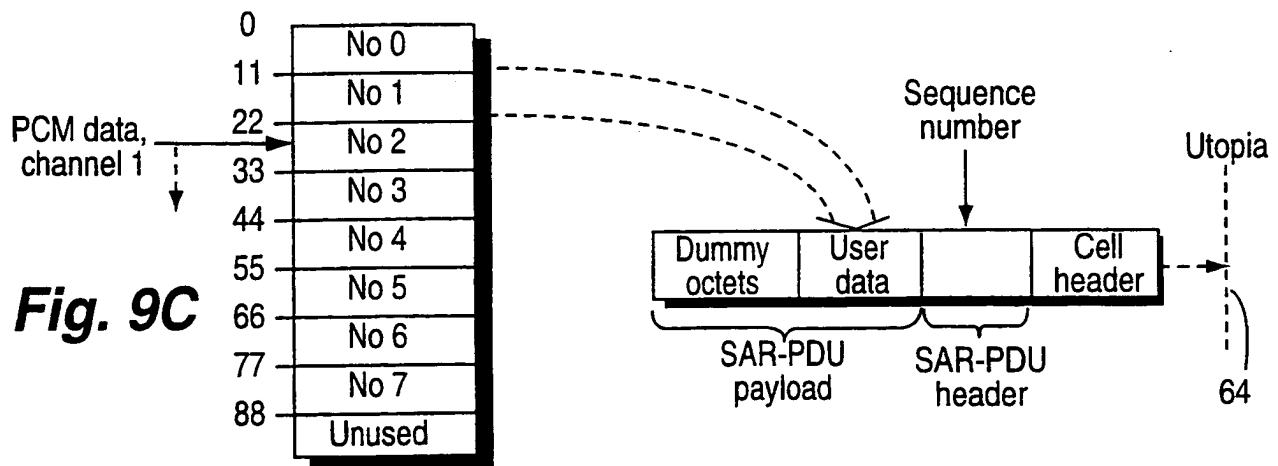 0
No 0
11
No 1
22
PCM data,
channel 1
No 2
33
No 3
44
No 4
55
No 5
66
No 6
77
No 7
88
Unused
Fig. 9C
Sequence
number
Utopia
Dummy
octets
User
data
Cell
header
SAR-PDU
payload
SAR-PDU
header
64